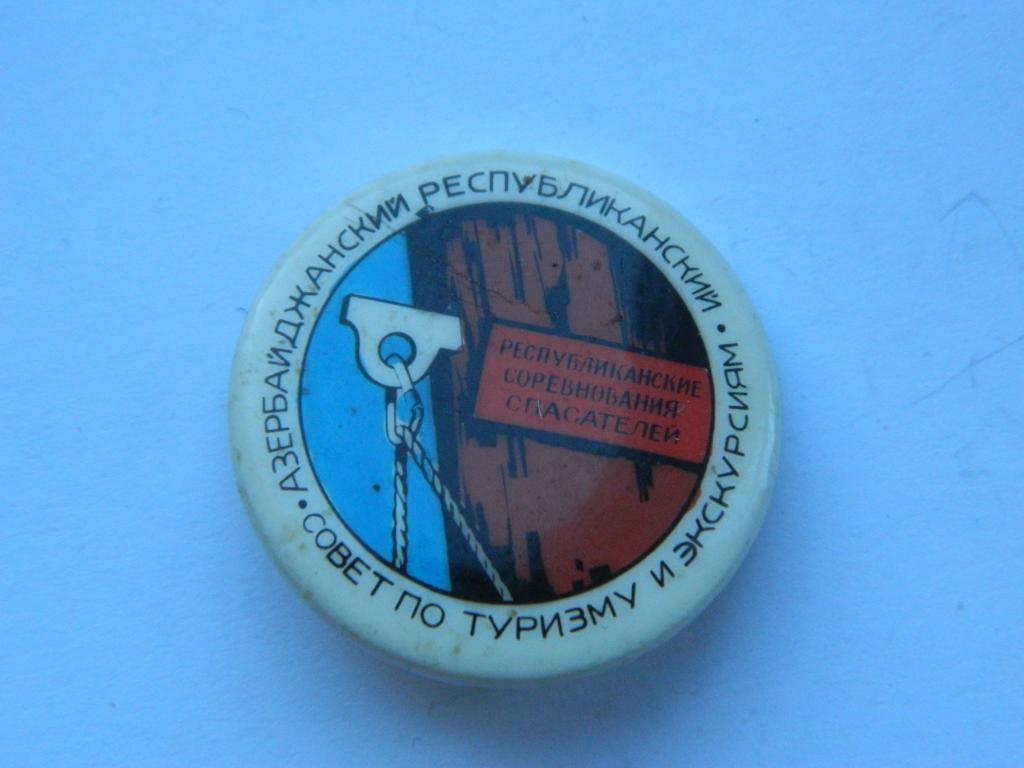 • АЗЕРБАЙДЖАНСКИЙ РЕСПУБЛИКАНСКИЙ •
СОВЕТ ПО ТУРИЗМУ И ЭКСКУРСИЯМ
РЕСПУБЛИКАНСКИЕ
СОРЕВНОВАНИЯ
СПАСАТЕЛЕЙ